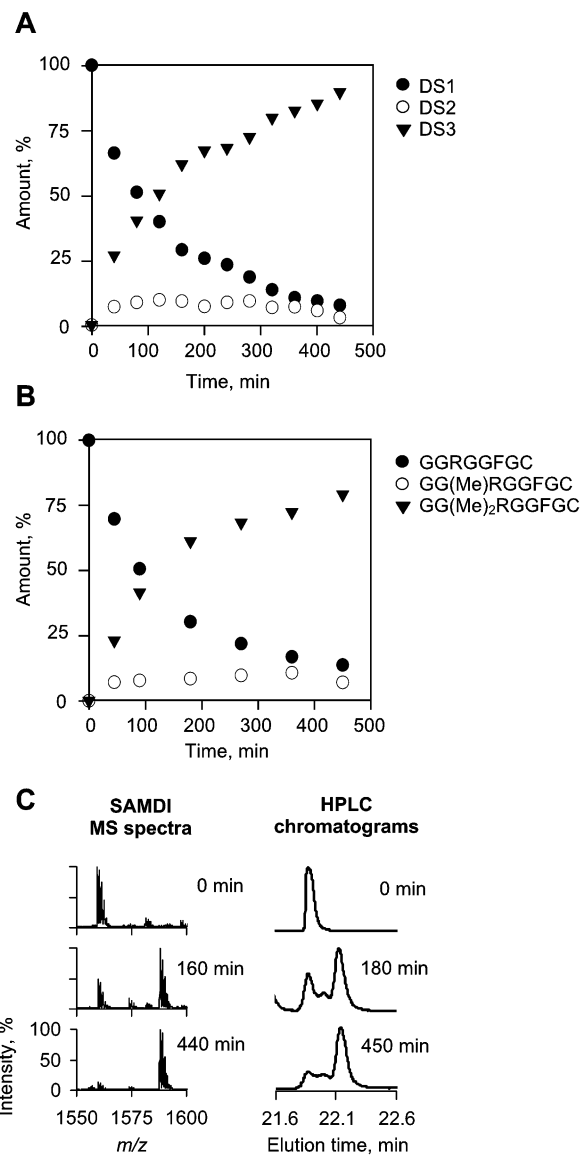 A
100
75
50
25
0
Amount, %
0 100 200 300 400 500
Time, min
DS1
DS2
DS3
B
100
75
50
25
0
Amount, %
0 100 200 300 400 500
Time, min
GGRGGFGC
GG(Me)RGGFGC
GG(Me)₂RGGFGC
C
SAMDI
MS spectra
HPLC
chromatograms
0 min
0 min
160 min
180 min
440 min
450 min
Intensity, %
100
50
0
1550 1575 1600
m/z
21.6 22.1 22.6
Elution time, min